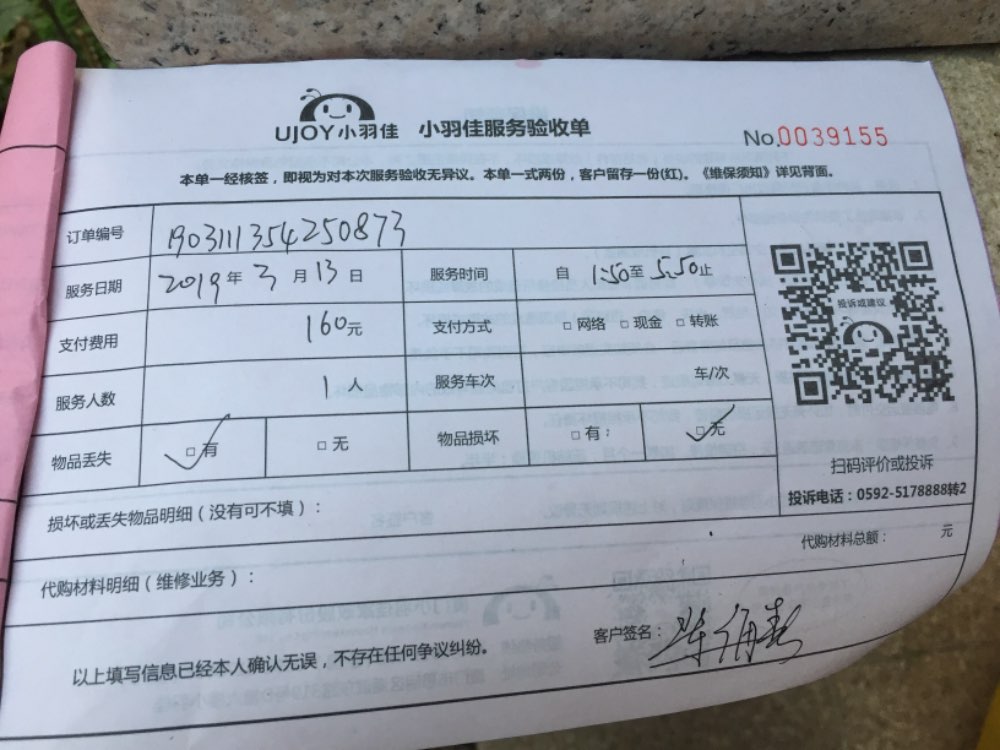 UJOY小羽佳 小羽佳服务验收单
No.0039155
本单一经核签，即视为对本次服务验收无异议。本单一式两份，客户留存一份(红)。《维保须知》详见背面。
订单编号 190311135425087​3
服务日期 2019年3月13日 服务时间 自1:50至5:50止
投诉或建议
支付费用 160元 支付方式 □网络 □现金 □转账
服务人数 1人 服务车次 车/次
物品丢失 □有 □无 物品损坏 □有： □无
扫码评价或投诉
投诉电话：0592-5178888转2
损坏或丢失物品明细（没有可不填）：
代购材料总额： 元
代购材料明细（维修业务）：
客户签名：
以上填写信息已经本人确认无误，不存在任何争议纠纷。